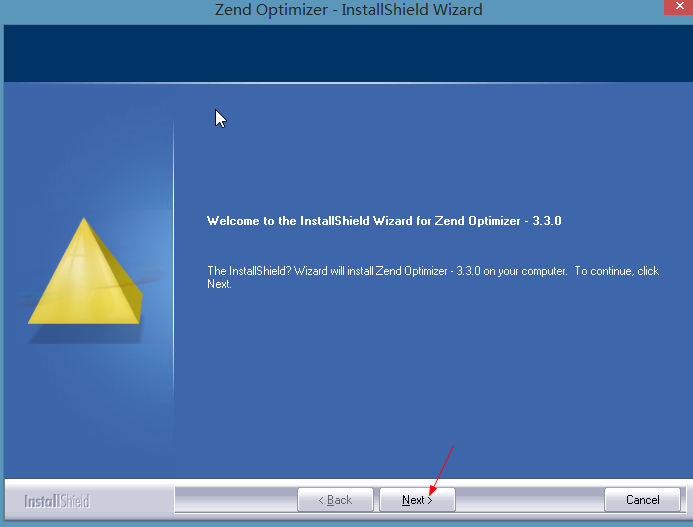 Zend Optimizer - InstallShield Wizard
Welcome to the InstallShield Wizard for Zend Optimizer - 3.3.0
The InstallShield? Wizard will install Zend Optimizer - 3.3.0 on your computer. To continue, click
Next.
InstallShield
< Back
Next >
Cancel